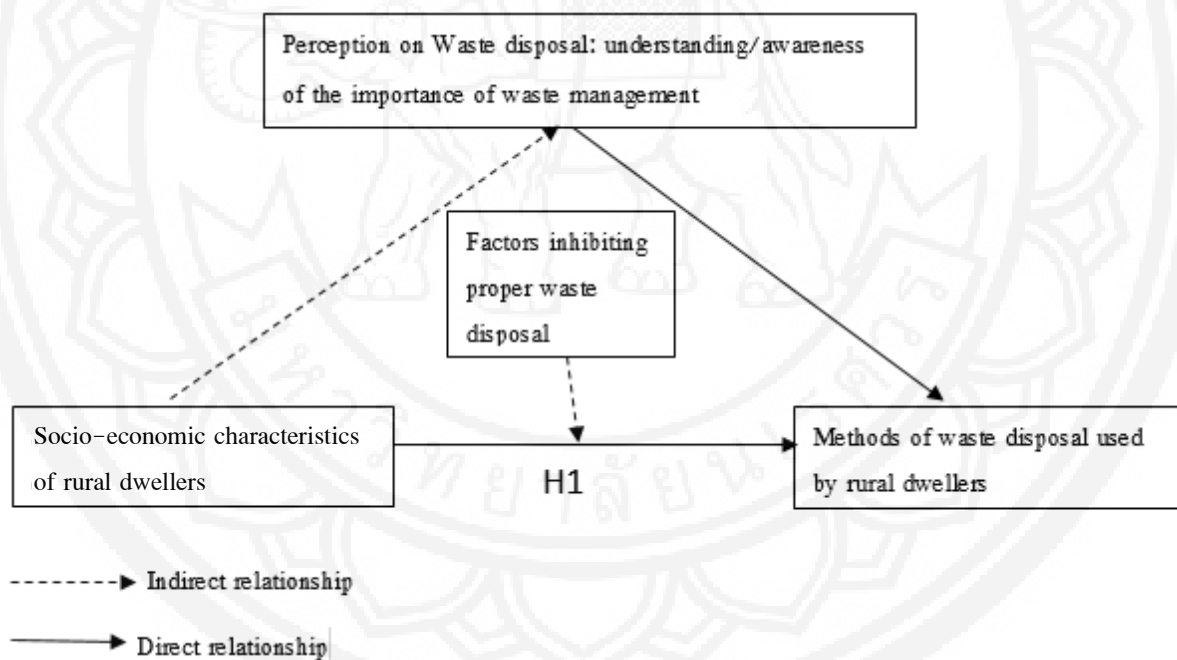 Perception on Waste disposal: understanding/awareness
of the importance of waste management
Factors inhibiting
proper waste
disposal
Socio-economic characteristics
of rural dwellers
H1
Methods of waste disposal used
by rural dwellers
Indirect relationship
Direct relationship